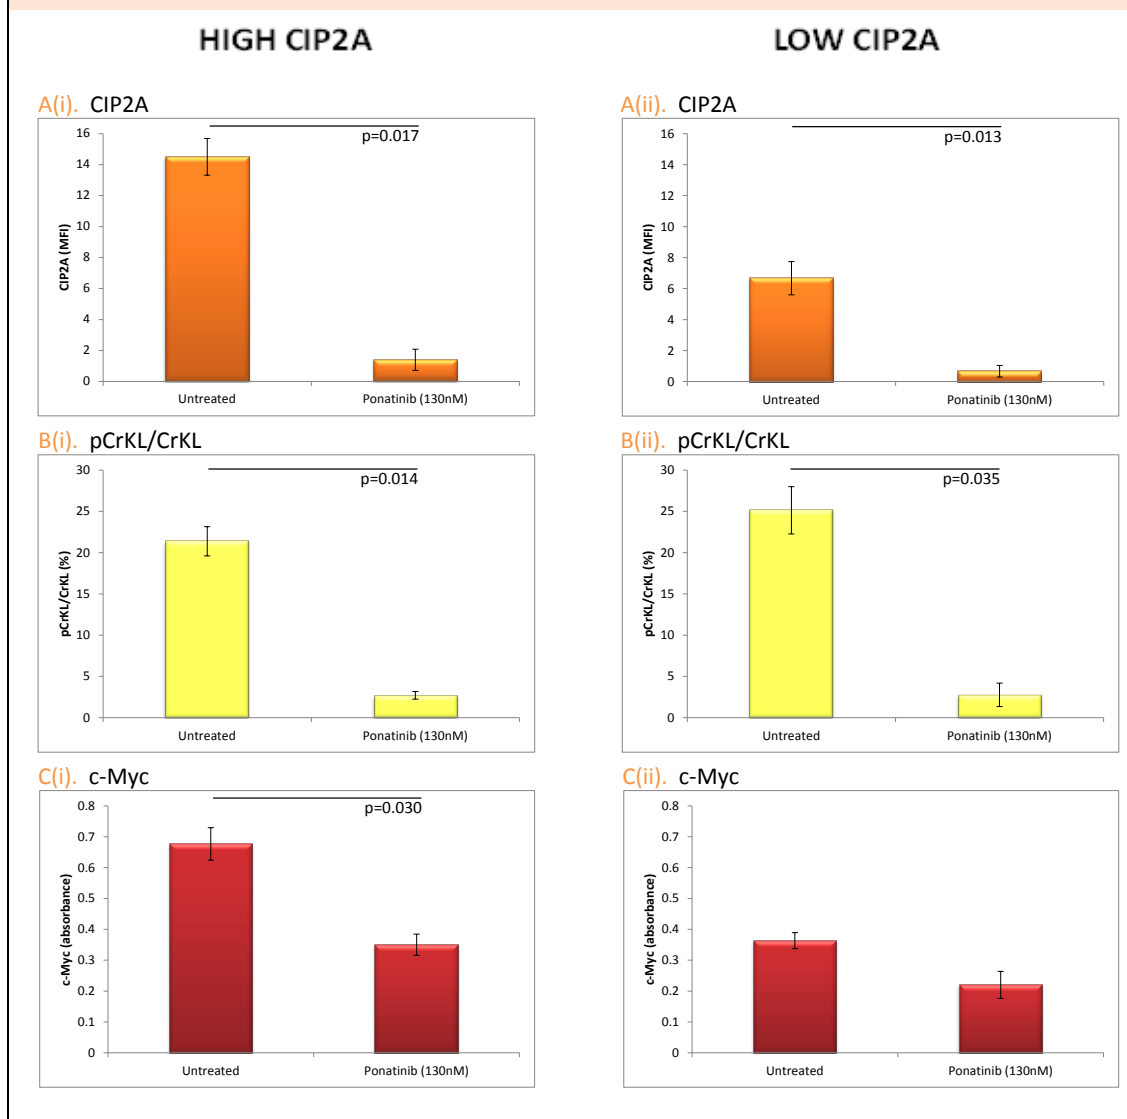 HIGH CIP2A
LOW CIP2A
A(i). CIP2A
16
14
12
10
8
6
4
2
0
CIP2A (MFI)
p=0.017
Untreated
Ponatinib (130nM)
A(ii). CIP2A
16
14
12
10
8
6
4
2
0
CIP2A (MFI)
p=0.013
Untreated
Ponatinib (130nM)
B(i). pCrKL/CrKL
30
25
20
15
10
5
0
pCrKL/CrKL (%)
p=0.014
Untreated
Ponatinib (130nM)
B(ii). pCrKL/CrKL
30
25
20
15
10
5
0
pCrKL/CrKL (%)
p=0.035
Untreated
Ponatinib (130nM)
C(i). c-Myc
0.8
0.7
0.6
0.5
0.4
0.3
0.2
0.1
0
c-Myc (absorbance)
p=0.030
Untreated
Ponatinib (130nM)
C(ii). c-Myc
0.8
0.7
0.6
0.5
0.4
0.3
0.2
0.1
0
c-Myc (absorbance)
Untreated
Ponatinib (130nM)